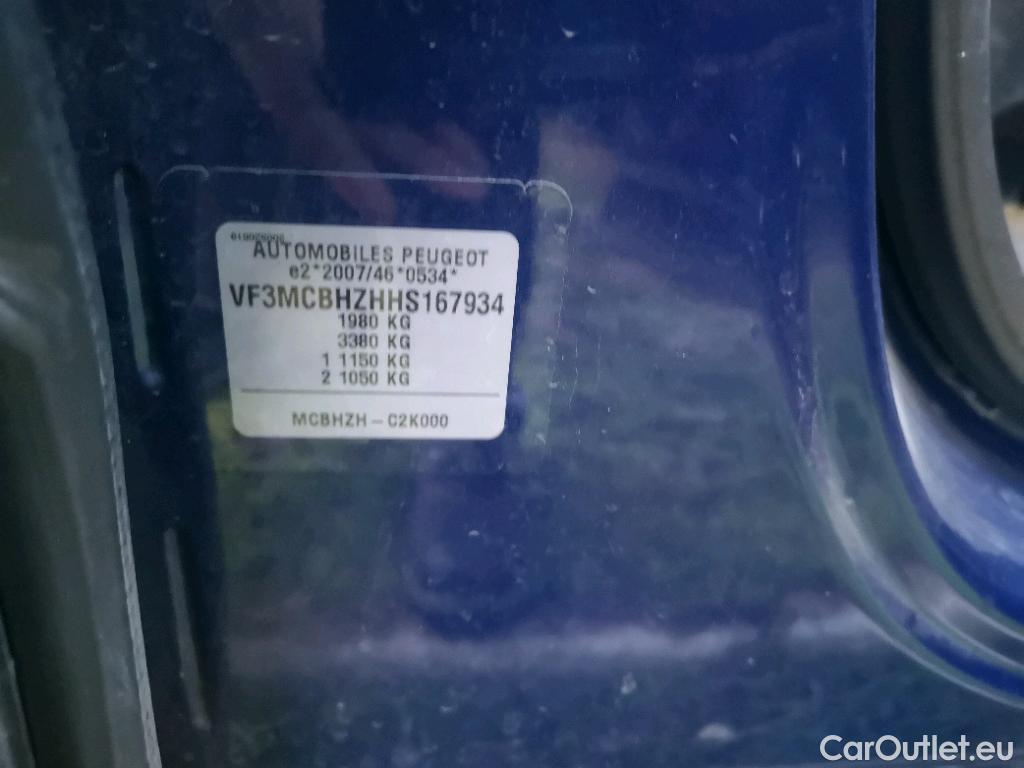 AUTOMOBILES PEUGEOT
e2*2007/46*0534*
VF3MCBHZHHS167934
1980 KG
3380 KG
1 1150 KG
2 1050 KG
MCBHZH - C2K000
CarOutlet.eu